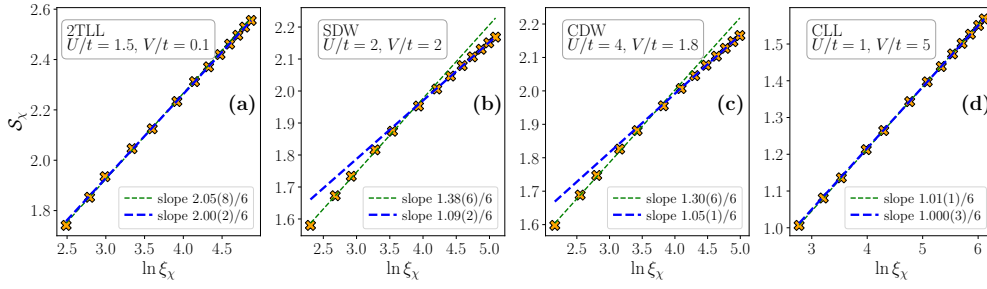 2TLL
U/t = 1.5, V/t = 0.1
(a)
slope 2.05(8)/6
slope 2.00(2)/6
S_χ
2.6
2.4
2.2
2.0
1.8
2.5
3.0
3.5
4.0
4.5
ln ξ_χ
SDW
U/t = 2, V/t = 2
(b)
slope 1.38(6)/6
slope 1.09(2)/6
2.2
2.1
2.0
1.9
1.8
1.7
1.6
2.5
3.0
3.5
4.0
4.5
5.0
ln ξ_χ
CDW
U/t = 4, V/t = 1.8
(c)
slope 1.30(6)/6
slope 1.05(1)/6
2.2
2.1
2.0
1.9
1.8
1.7
1.6
2.5
3.0
3.5
4.0
4.5
5.0
ln ξ_χ
CLL
U/t = 1, V/t = 5
(d)
slope 1.01(1)/6
slope 1.000(3)/6
1.5
1.4
1.3
1.2
1.1
1.0
3
4
5
6
ln ξ_χ